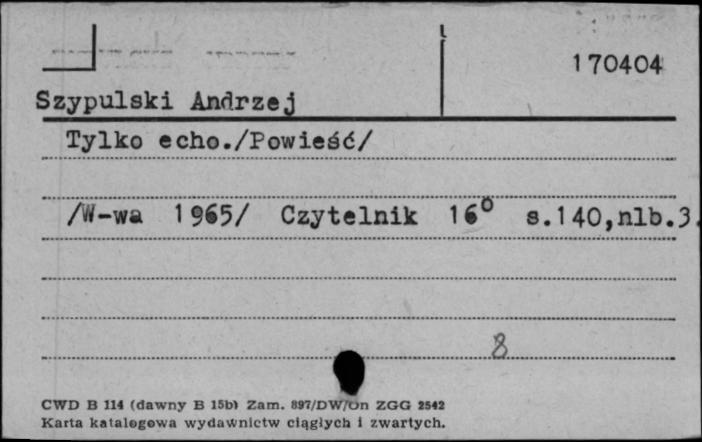 170404
Szypulski Andrzej
Tylko echo./Powieść/
/W-wa 1965/ Czytelnik 16° s.140,nlb.3.
8
CWD B 114 (dawny B 15b) Zam. 897/DW/On ZGG 2542
Karta katalogowa wydawnictw ciągłych i zwartych.